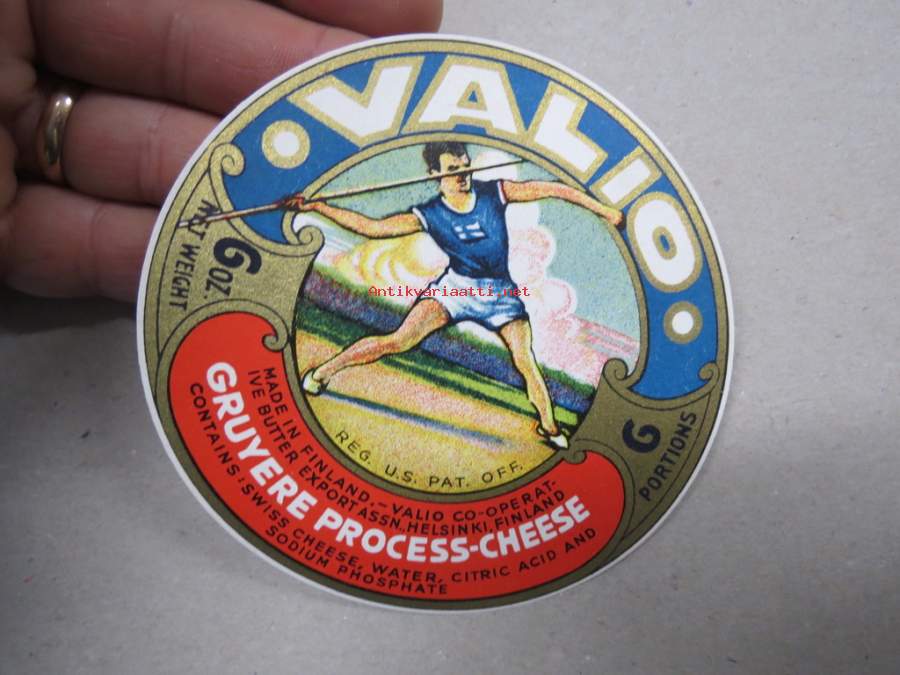 VALIO
NET WEIGHT
6 OZ.
6
PORTIONS
REG. U.S. PAT. OFF.
MADE IN FINLAND.-VALIO CO-OPERAT-
IVE BUTTER EXPORT ASSN., HELSINKI, FINLAND
GRUYERE PROCESS-CHEESE
CONTAINS: SWISS CHEESE, WATER, CITRIC ACID AND
SODIUM PHOSPHATE
Antikvariaatti.net